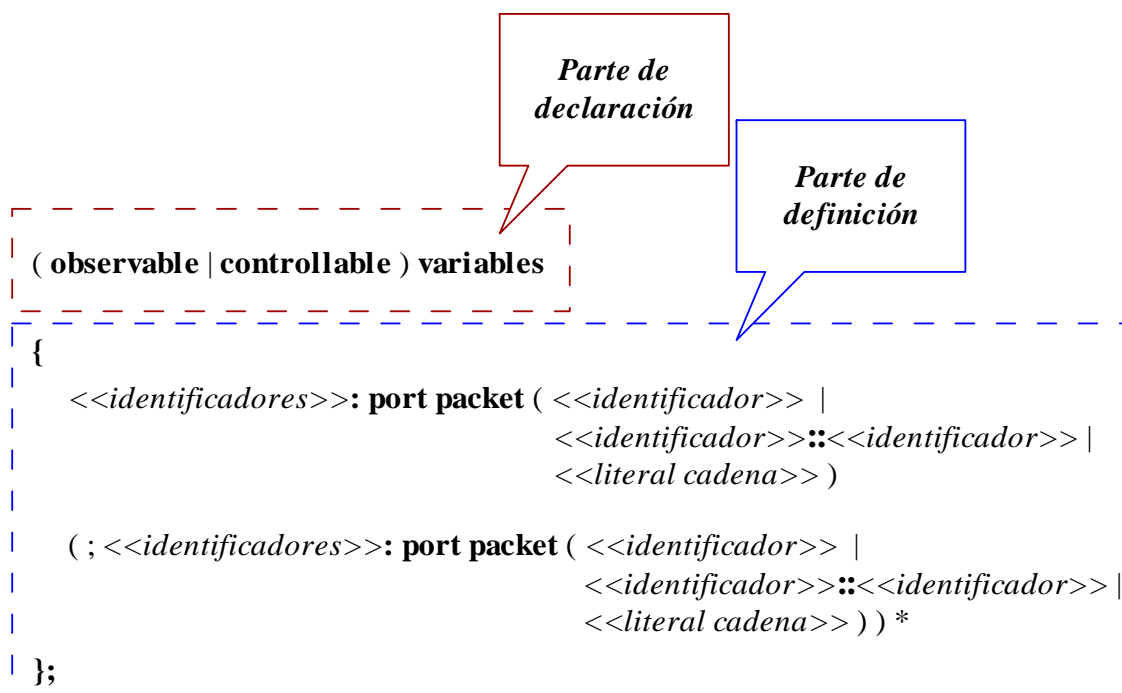 Parte de
declaración
Parte de
definición
( observable | controllable ) variables
{
<<identificadores>>: port packet ( <<identificador>> |
<<identificador>>::<<identificador>> |
<<literal cadena>> )
( ; <<identificadores>>: port packet ( <<identificador>> |
<<identificador>>::<<identificador>> |
<<literal cadena>> ) ) *
};